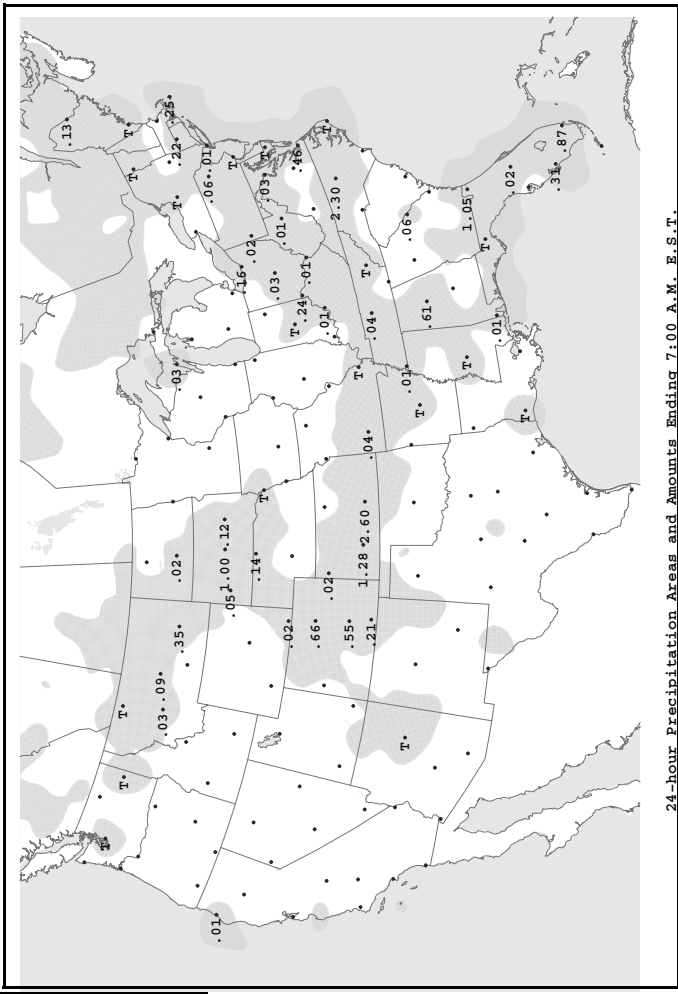 .13
T
T T T
T
.03 .09 .25
.02 .03 T .22
.35
.06 .01
.01
1.00 .12
.05 T
.16
.02
.14
T .03 T
.03
.01
.02 T .46
.24
.01
.66
.02 .01 T
2.30
.55
T
1.28 2.60
T
.21 .04 .04
T .01 .06
T
.61
T 1.05
T
.01
.02
T
.31
.87
24-hour Precipitation Areas and Amounts Ending 7:00 A.M. E.S.T.